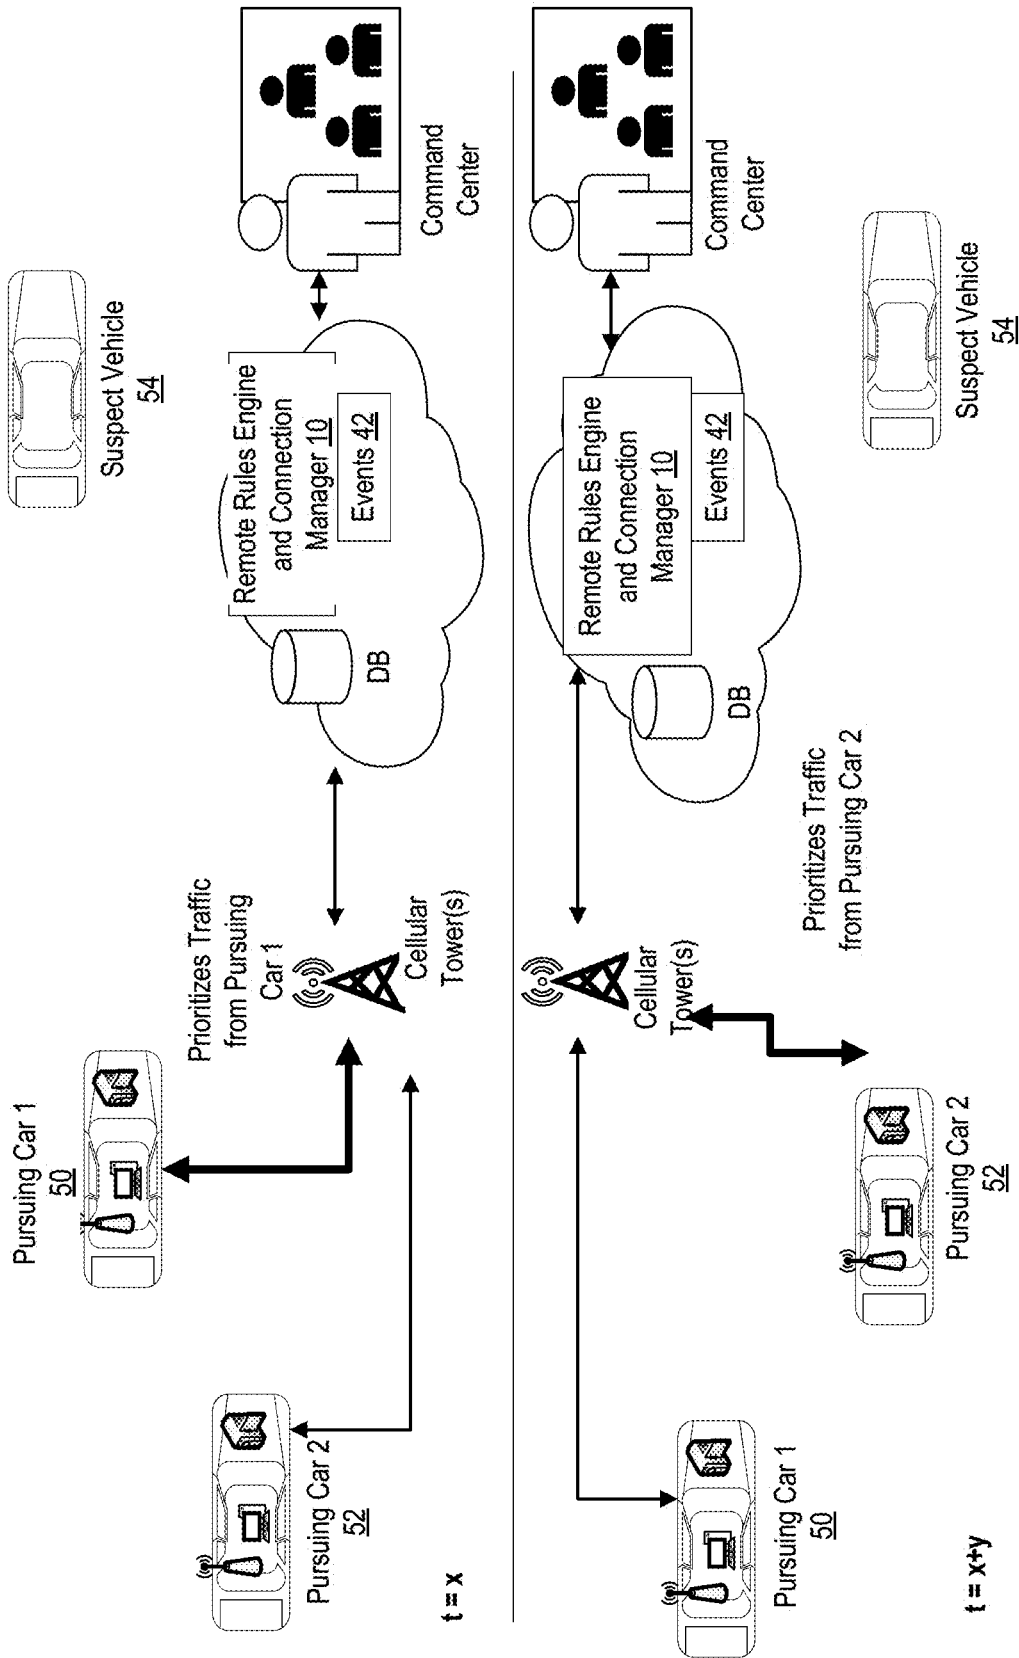 Pursuing Car 1
50
Suspect Vehicle
54
Prioritizes Traffic
from Pursuing
Car 1
Remote Rules Engine
and Connection
Manager 10
Events 42
DB
Pursuing Car 2
52
Cellular
Tower(s)
Command
Center
t = x
Cellular
Tower(s)
Remote Rules Engine
and Connection
Manager 10
Events 42
DB
Command
Center
Pursuing Car 1
50
Prioritizes Traffic
from Pursuing Car 2
Pursuing Car 2
52
Suspect Vehicle
54
t = x+y